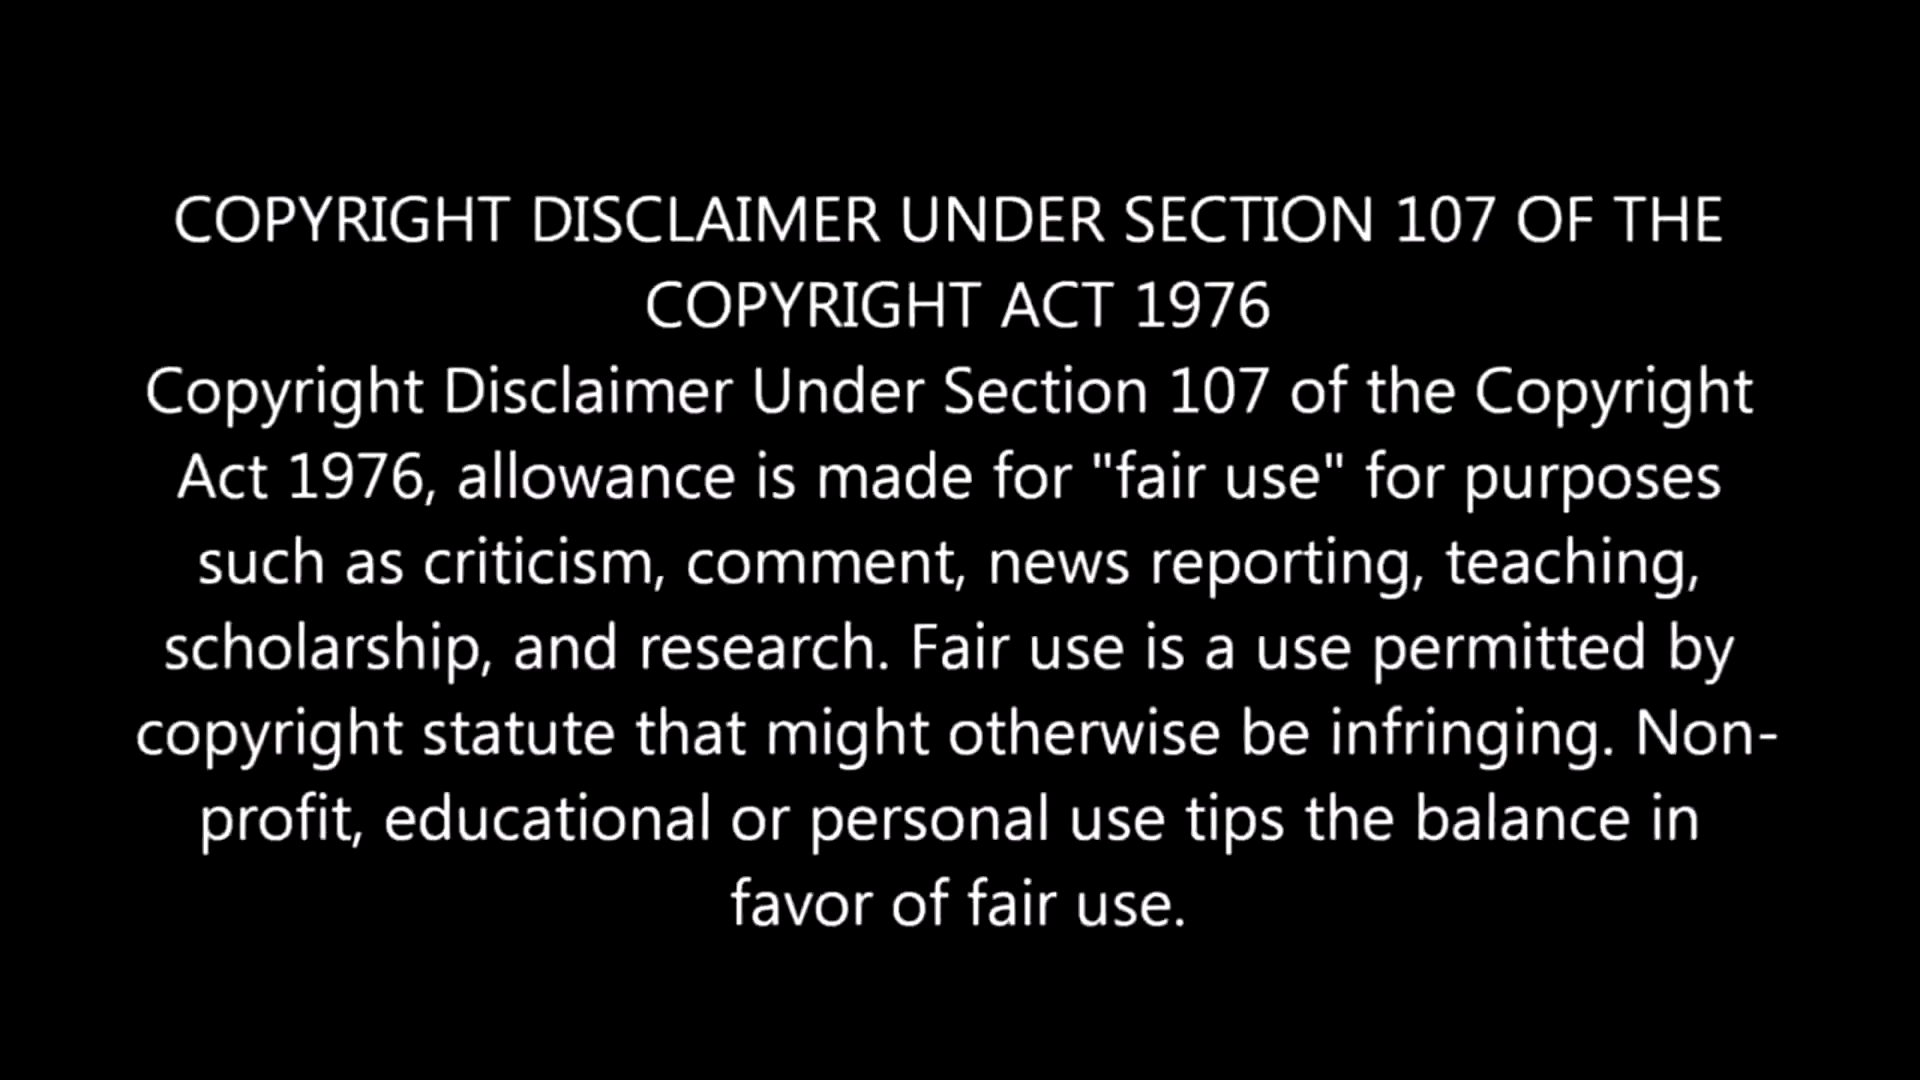 COPYRIGHT DISCLAIMER UNDER SECTION 107 OF THE
COPYRIGHT ACT 1976
Copyright Disclaimer Under Section 107 of the Copyright
Act 1976, allowance is made for "fair use" for purposes
such as criticism, comment, news reporting, teaching,
scholarship, and research. Fair use is a use permitted by
copyright statute that might otherwise be infringing. Non-
profit, educational or personal use tips the balance in
favor of fair use.